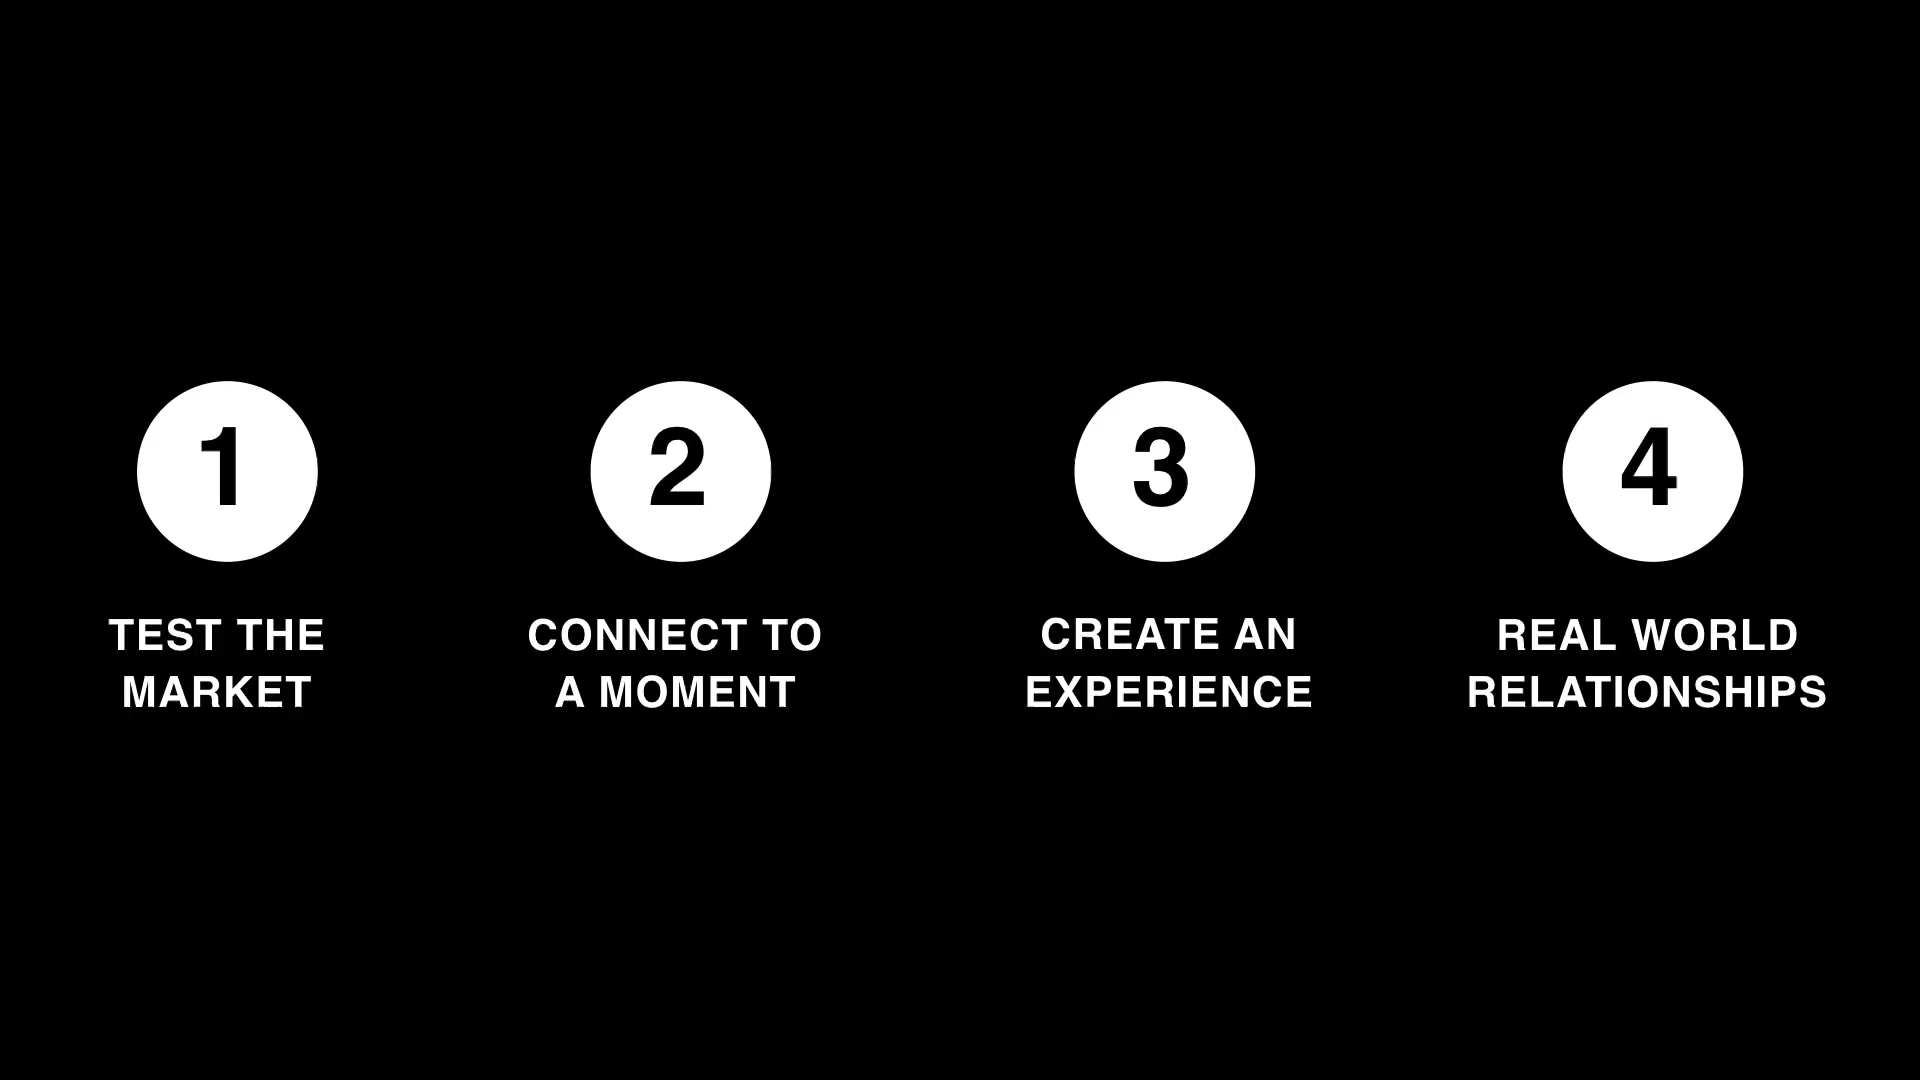 1
TEST THE
MARKET
2
CONNECT TO
A MOMENT
3
CREATE AN
EXPERIENCE
4
REAL WORLD
RELATIONSHIPS